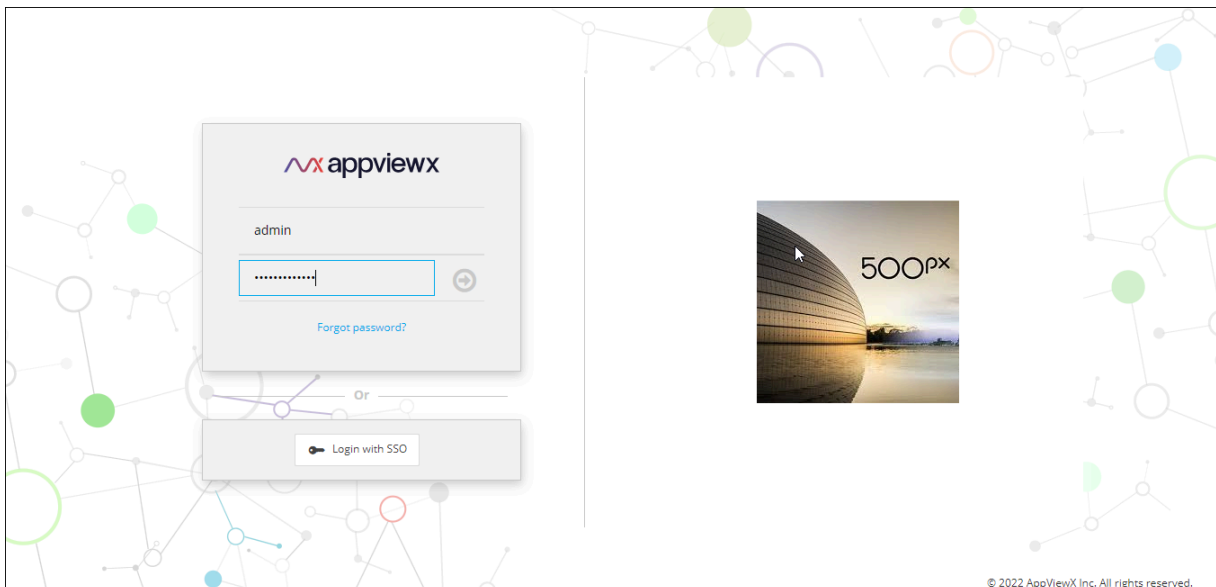 appviewx
admin
•••••••••••••
Forgot password?
Or
Login with SSO
500px
© 2022 AppViewX Inc. All rights reserved.